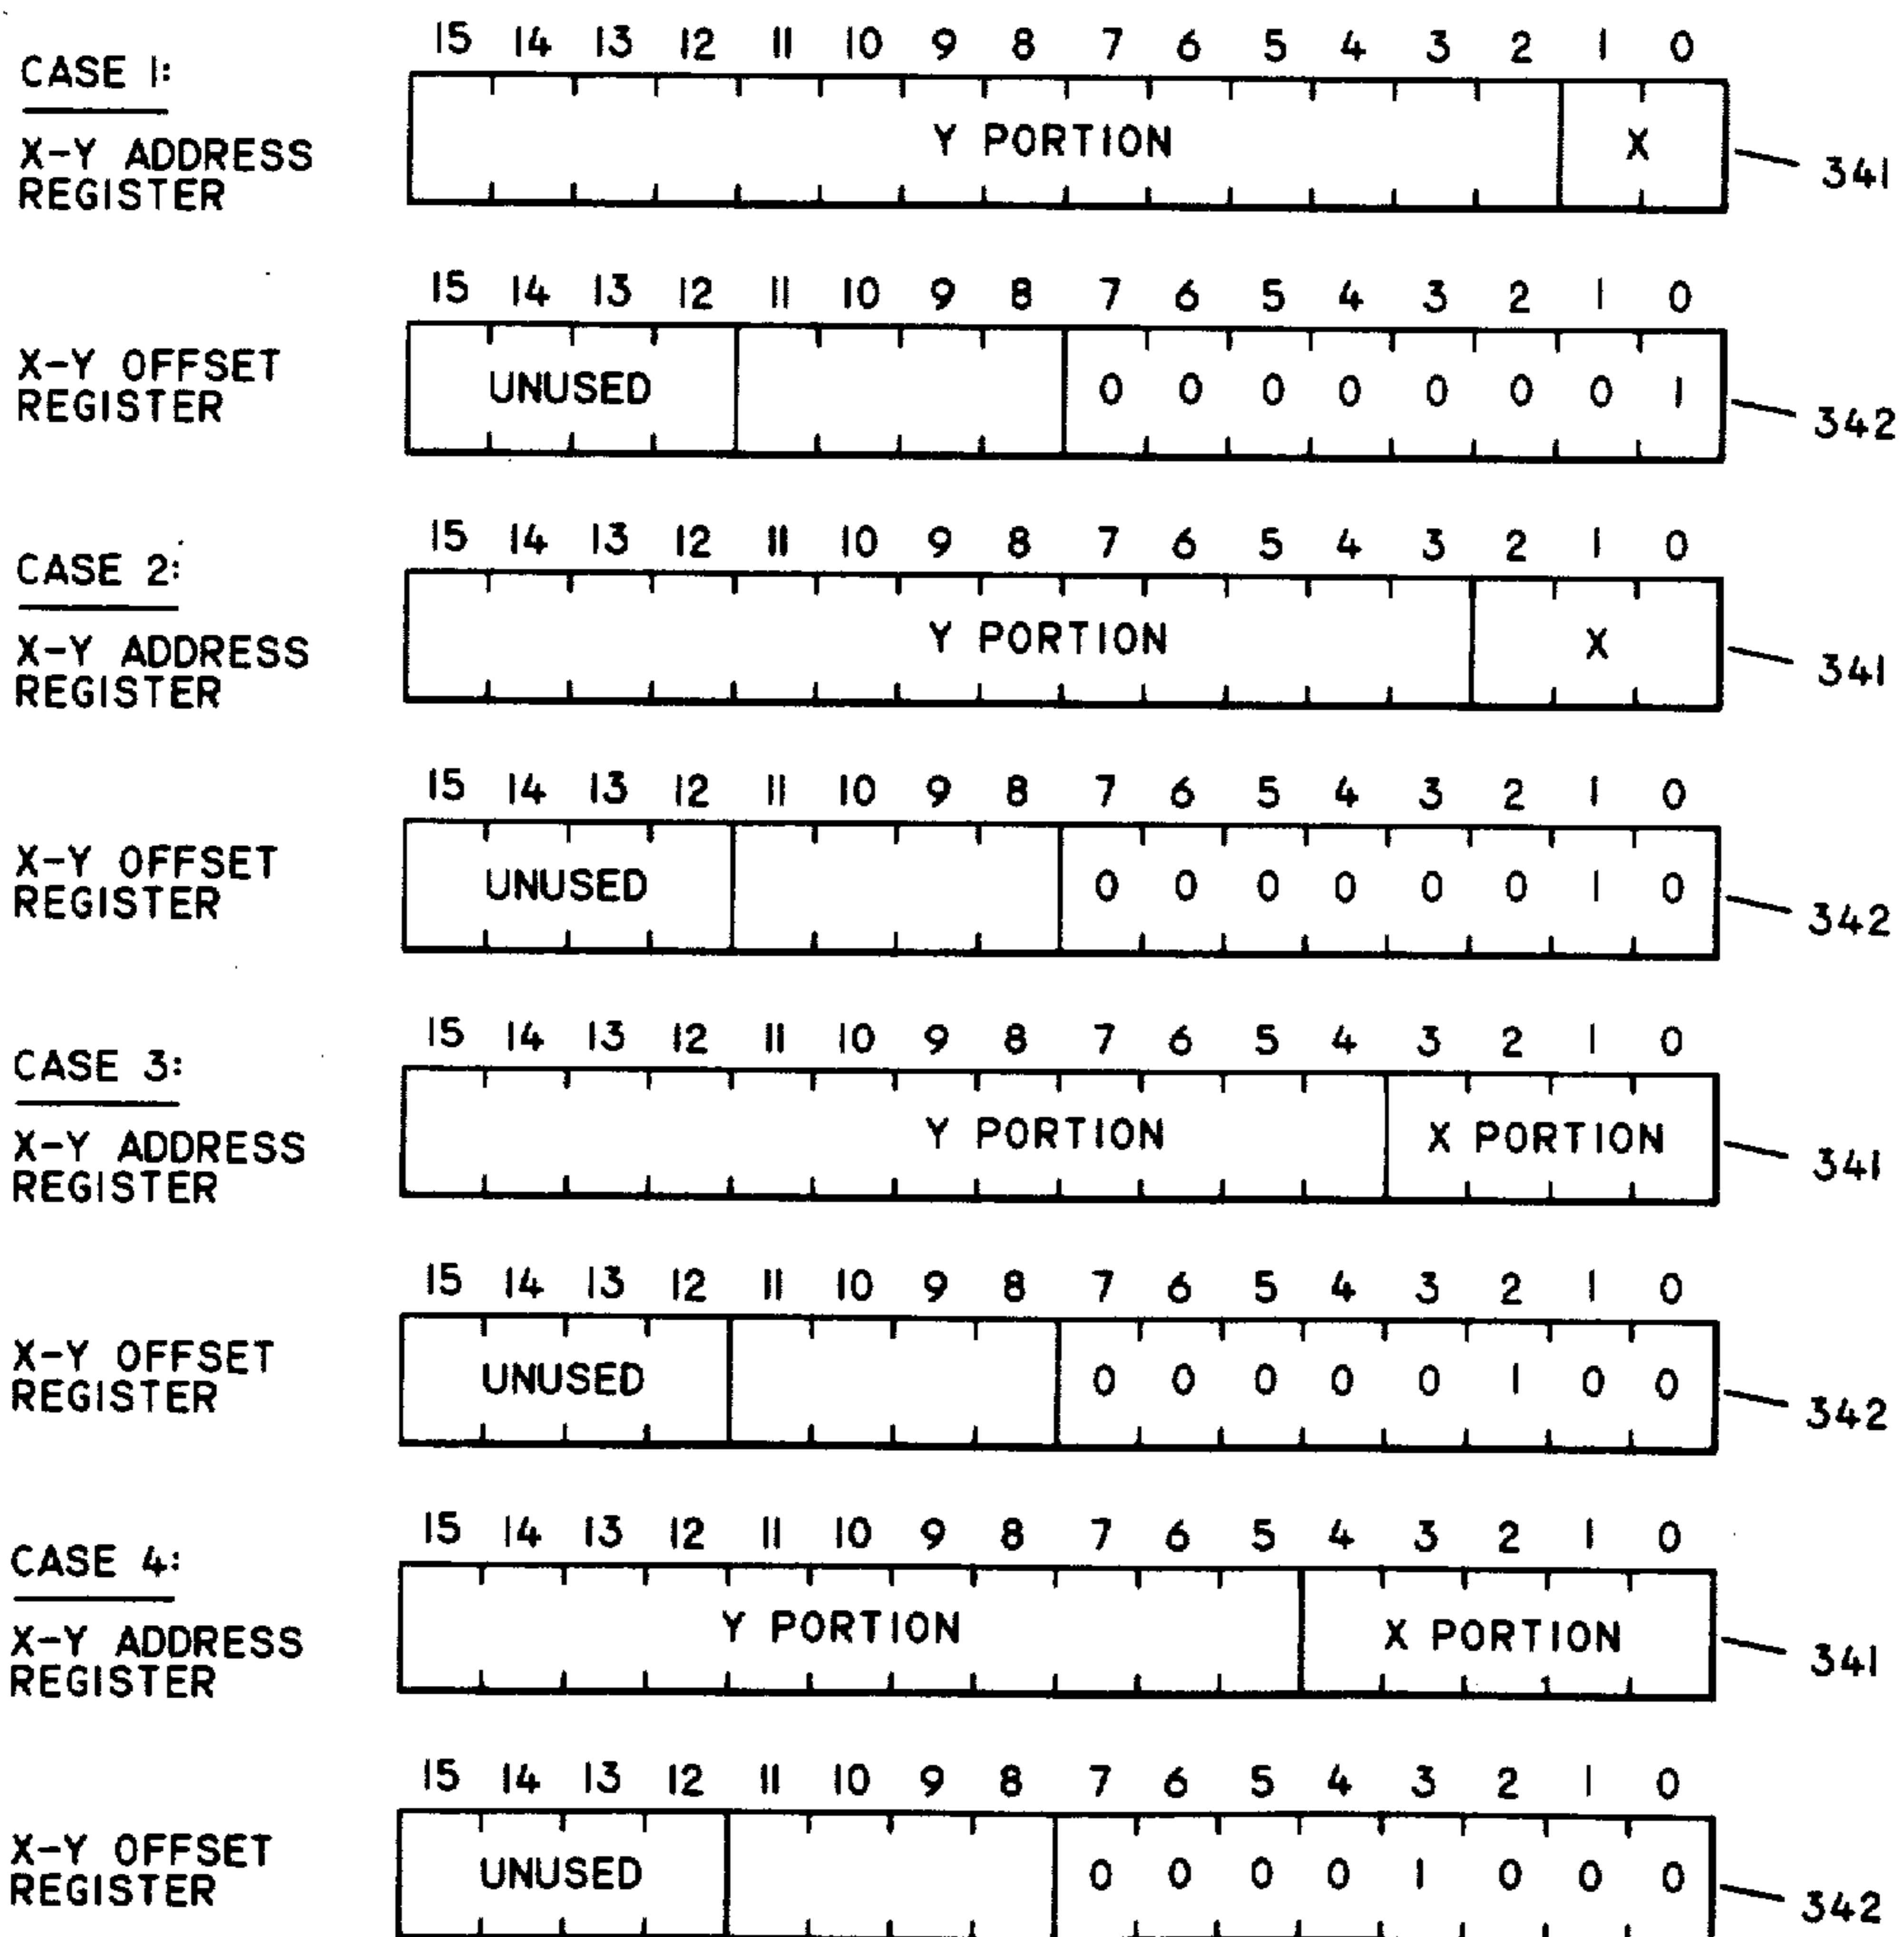 15 14 13 12 11 10 9 8 7 6 5 4 3 2 1 0
CASE 1:
X-Y ADDRESS
REGISTER
Y PORTION X
341
15 14 13 12 11 10 9 8 7 6 5 4 3 2 1 0
X-Y OFFSET
REGISTER
UNUSED 0 0 0 0 0 0 0 1
342
15 14 13 12 11 10 9 8 7 6 5 4 3 2 1 0
CASE 2:
X-Y ADDRESS
REGISTER
Y PORTION X
341
15 14 13 12 11 10 9 8 7 6 5 4 3 2 1 0
X-Y OFFSET
REGISTER
UNUSED 0 0 0 0 0 0 1 0
342
15 14 13 12 11 10 9 8 7 6 5 4 3 2 1 0
CASE 3:
X-Y ADDRESS
REGISTER
Y PORTION X PORTION
341
15 14 13 12 11 10 9 8 7 6 5 4 3 2 1 0
X-Y OFFSET
REGISTER
UNUSED 0 0 0 0 0 1 0 0
342
15 14 13 12 11 10 9 8 7 6 5 4 3 2 1 0
CASE 4:
X-Y ADDRESS
REGISTER
Y PORTION X PORTION
341
15 14 13 12 11 10 9 8 7 6 5 4 3 2 1 0
X-Y OFFSET
REGISTER
UNUSED 0 0 0 0 1 0 0 0
342